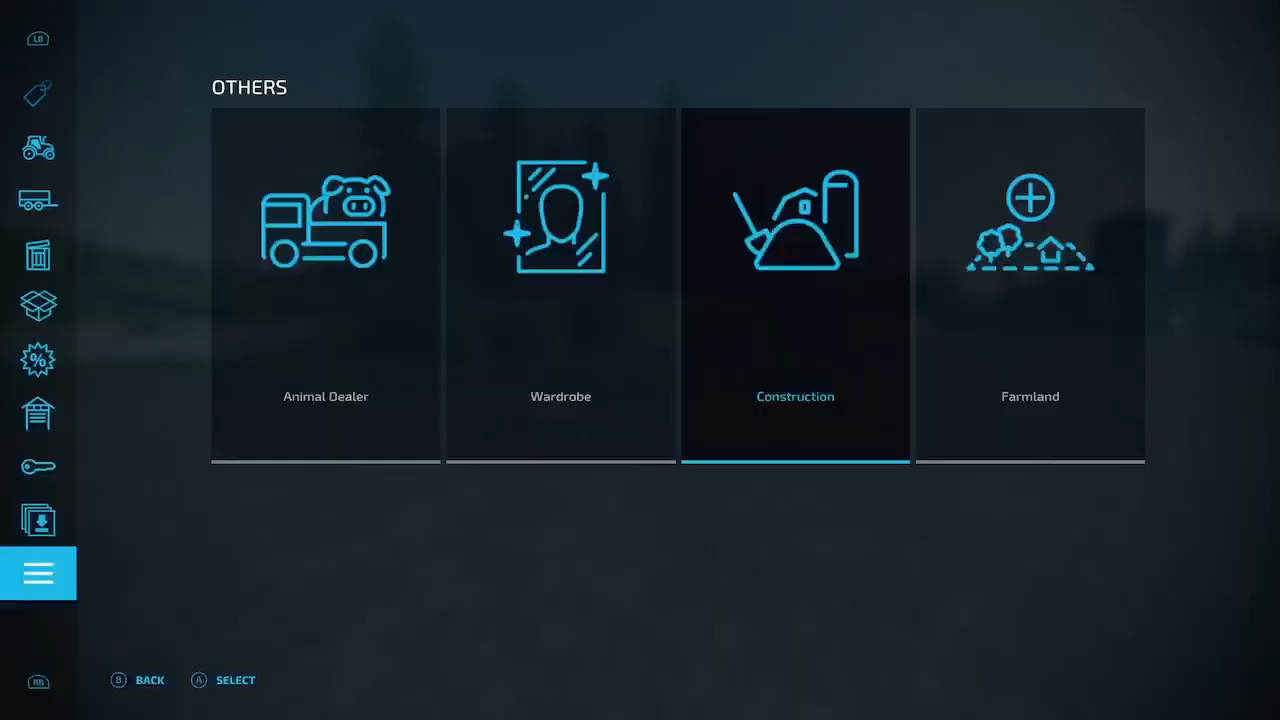 LB
OTHERS
%
Animal Dealer
Wardrobe
Construction
Farmland
RB
B BACK
A SELECT